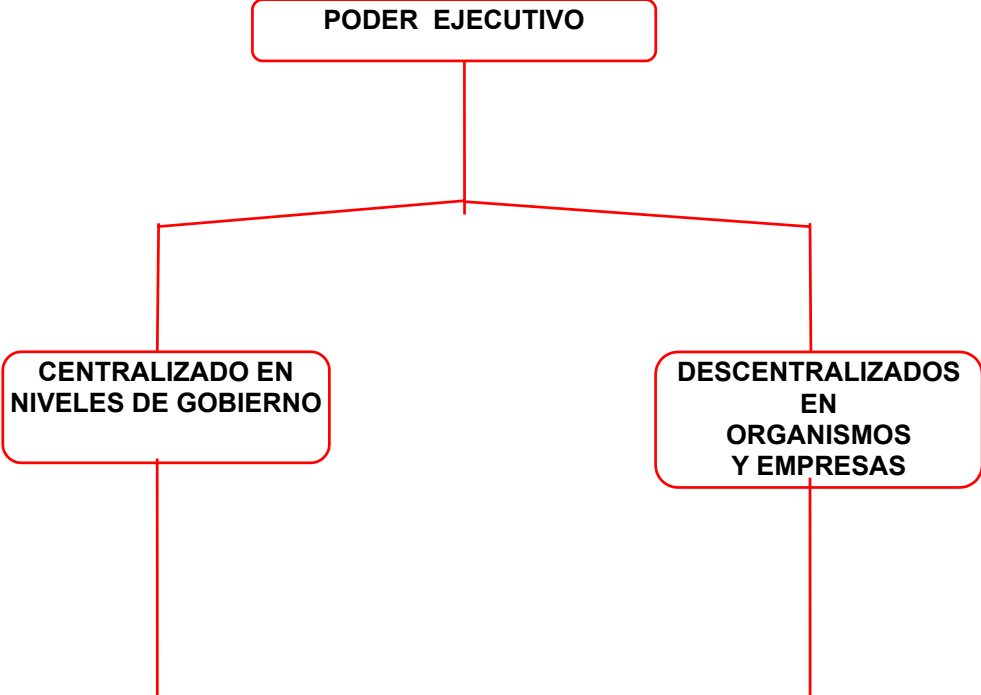 PODER EJECUTIVO
CENTRALIZADO EN
NIVELES DE GOBIERNO
DESCENTRALIZADOS
EN
ORGANISMOS
Y EMPRESAS